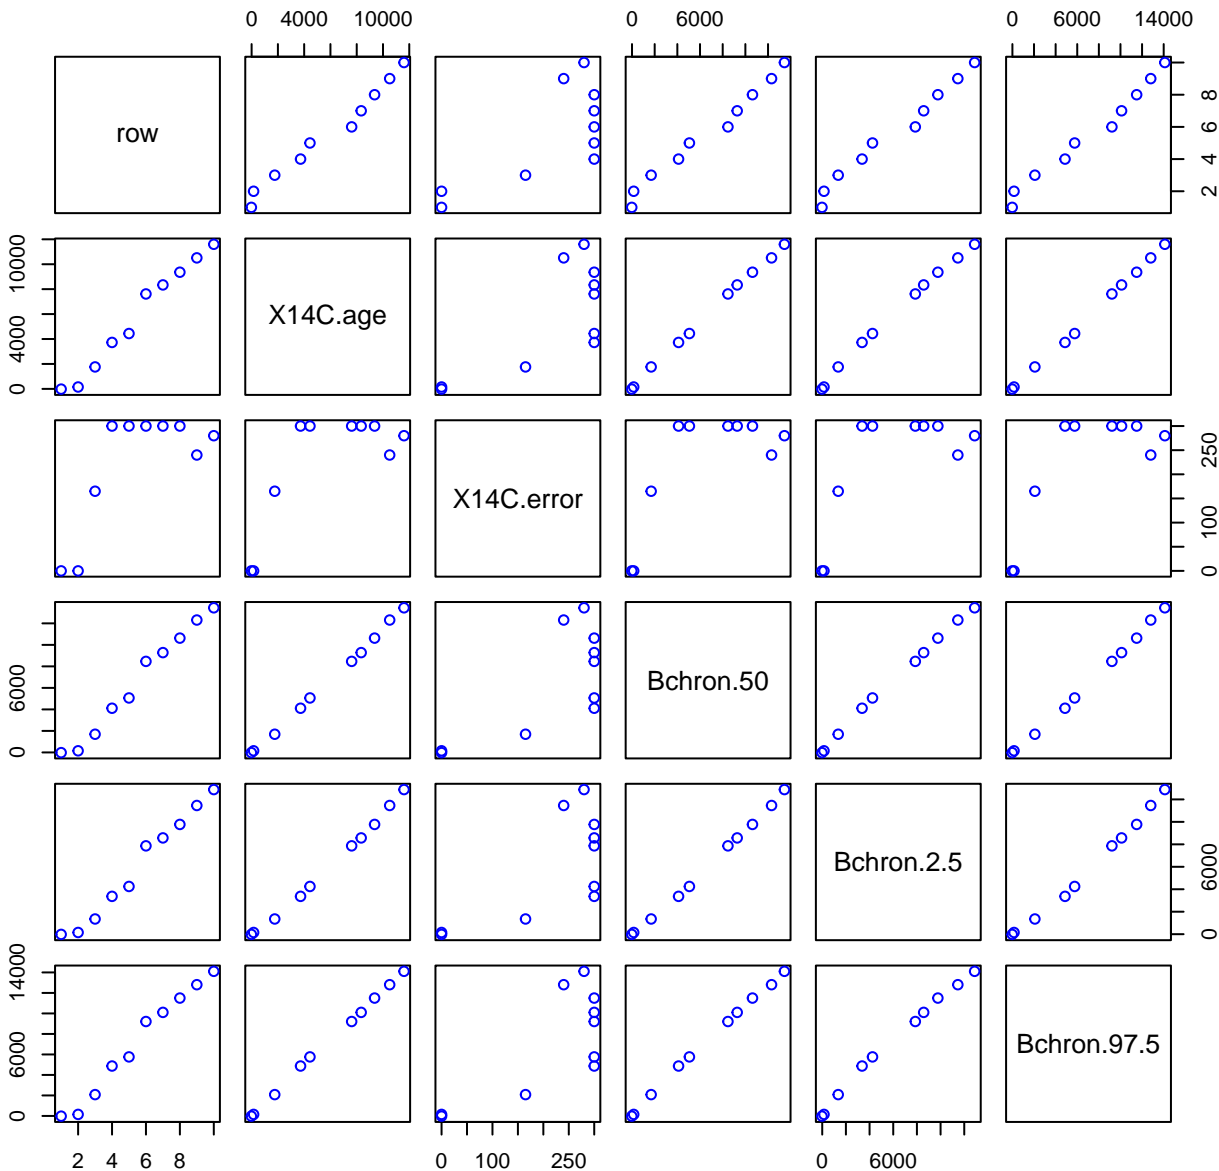 0 4000 10000 0 6000 0 6000 14000
row 2 4 6 8
0 4000 10000 X14C.age
X14C.error 0 100 250
0 6000 Bchron.50
Bchron.2.5 0 6000
0 6000 14000 Bchron.97.5
2 4 6 8 0 100 250 0 6000